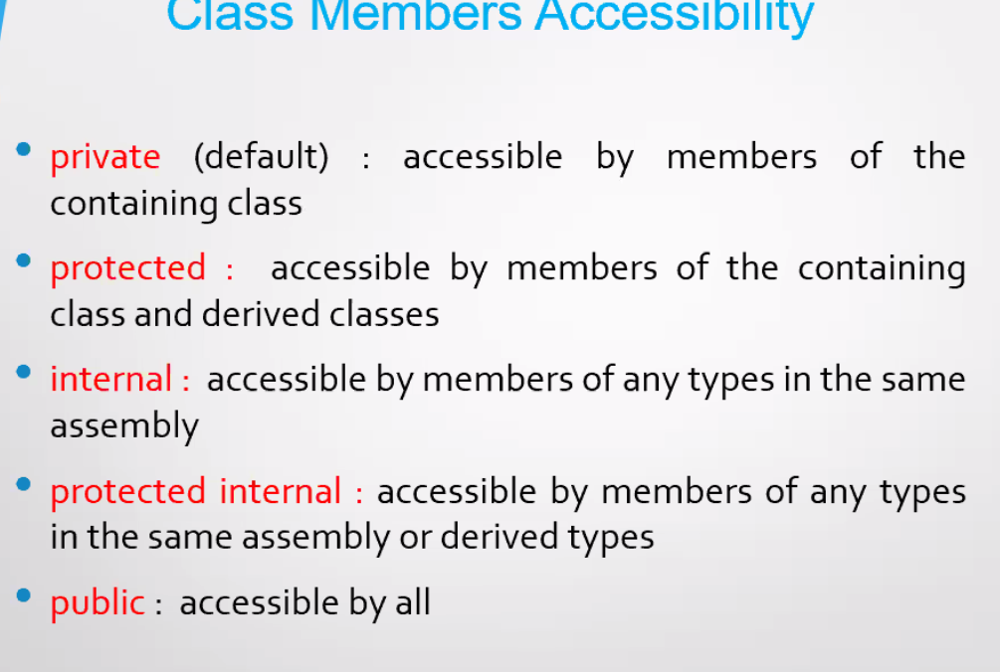 Class Members Accessibility
• private (default) : accessible by members of the
containing class
• protected : accessible by members of the containing
class and derived classes
• internal : accessible by members of any types in the same
assembly
• protected internal : accessible by members of any types
in the same assembly or derived types
• public : accessible by all